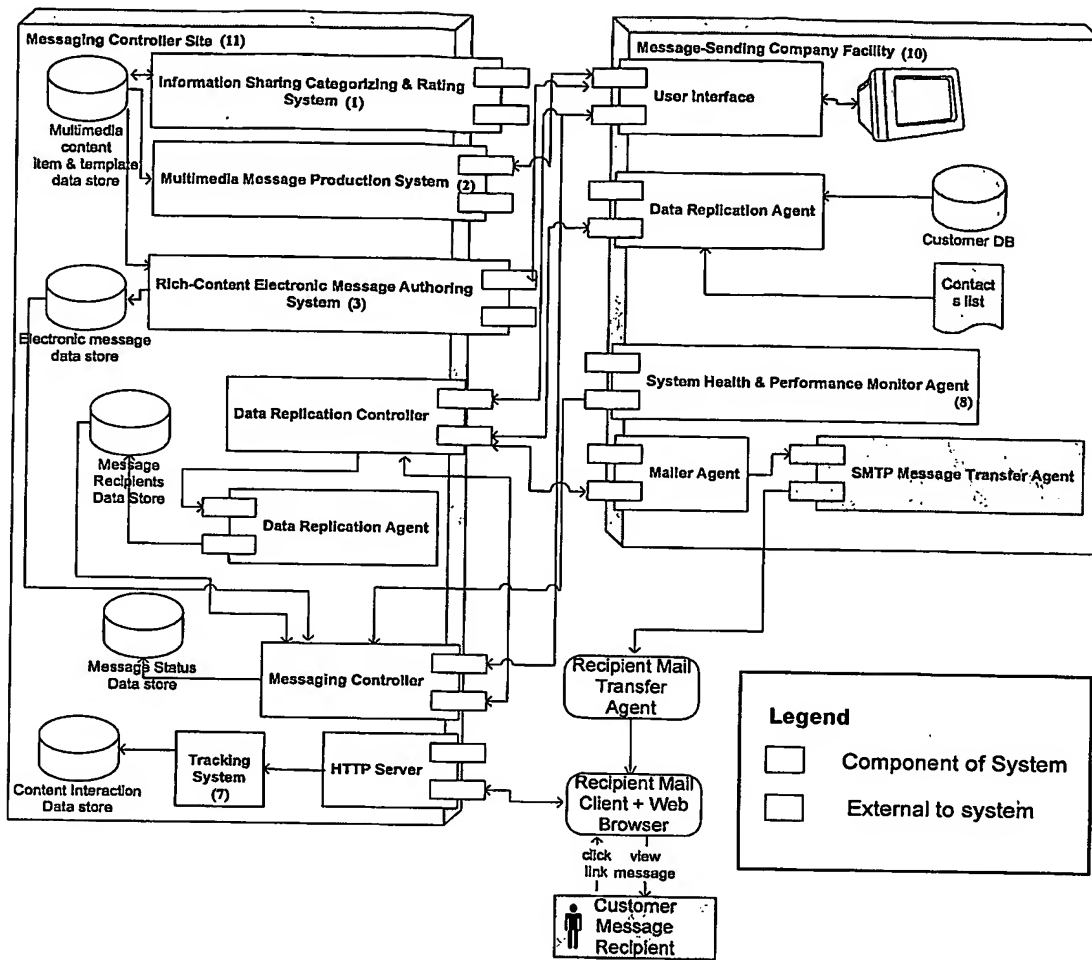 Messaging Controller Site (11)
Information Sharing Categorizing & Rating
System (1)
Multimedia
content
item & template
data store
Multimedia Message Production System (2)
Rich-Content Electronic Message Authoring
System (3)
Electronic message
data store
Data Replication Controller
Message
Recipients
Data Store
Data Replication Agent
Message Status
Data store
Messaging Controller
Content Interaction
Data store
Tracking
System
(7)
HTTP Server
Message-Sending Company Facility (10)
User Interface
Data Replication Agent
Customer DB
Contact
s list
System Health & Performance Monitor Agent
(8)
Mailer Agent
SMTP Message Transfer Agent
Recipient Mail
Transfer
Agent
Recipient Mail
Client + Web
Browser
click
link
view
message
Customer
Message
Recipient
Legend
Component of System
External to system